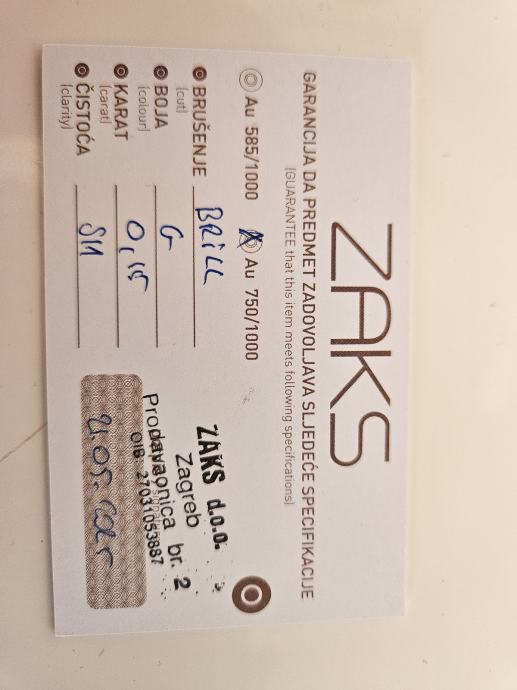 ZAKS
GARANCIJA DA PREDMET ZADOVOLJAVA SLJEDEĆE SPECIFIKACIJE
[GUARANTEE that this item meets following specifications]
Au 585/1000 Au 750/1000
BRUŠENJE BRILL
[cut]
BOJA G
[colour]
KARAT 0,15
[carat]
ČISTOĆA SI1
[clarity]
ZAKS d.o.o.
Zagreb
Prodavaonica br. 2
OIB: 27031053887
21.05.2025